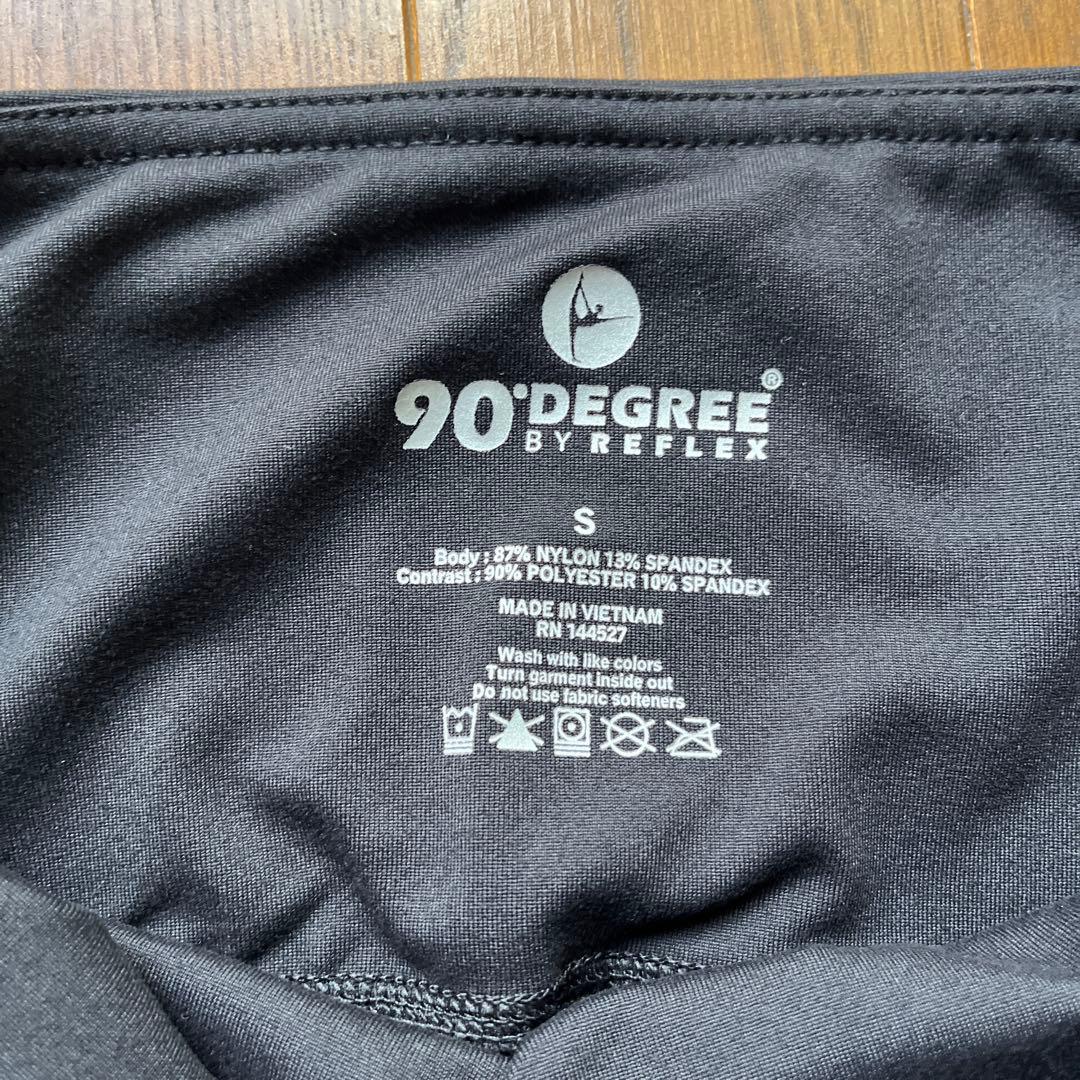 90°DEGREE®
BY REFLEX
S
Body : 87% NYLON 13% SPANDEX
Contrast : 90% POLYESTER 10% SPANDEX
MADE IN VIETNAM
RN 144527
Wash with like colors
Turn garment inside out
Do not use fabric softeners